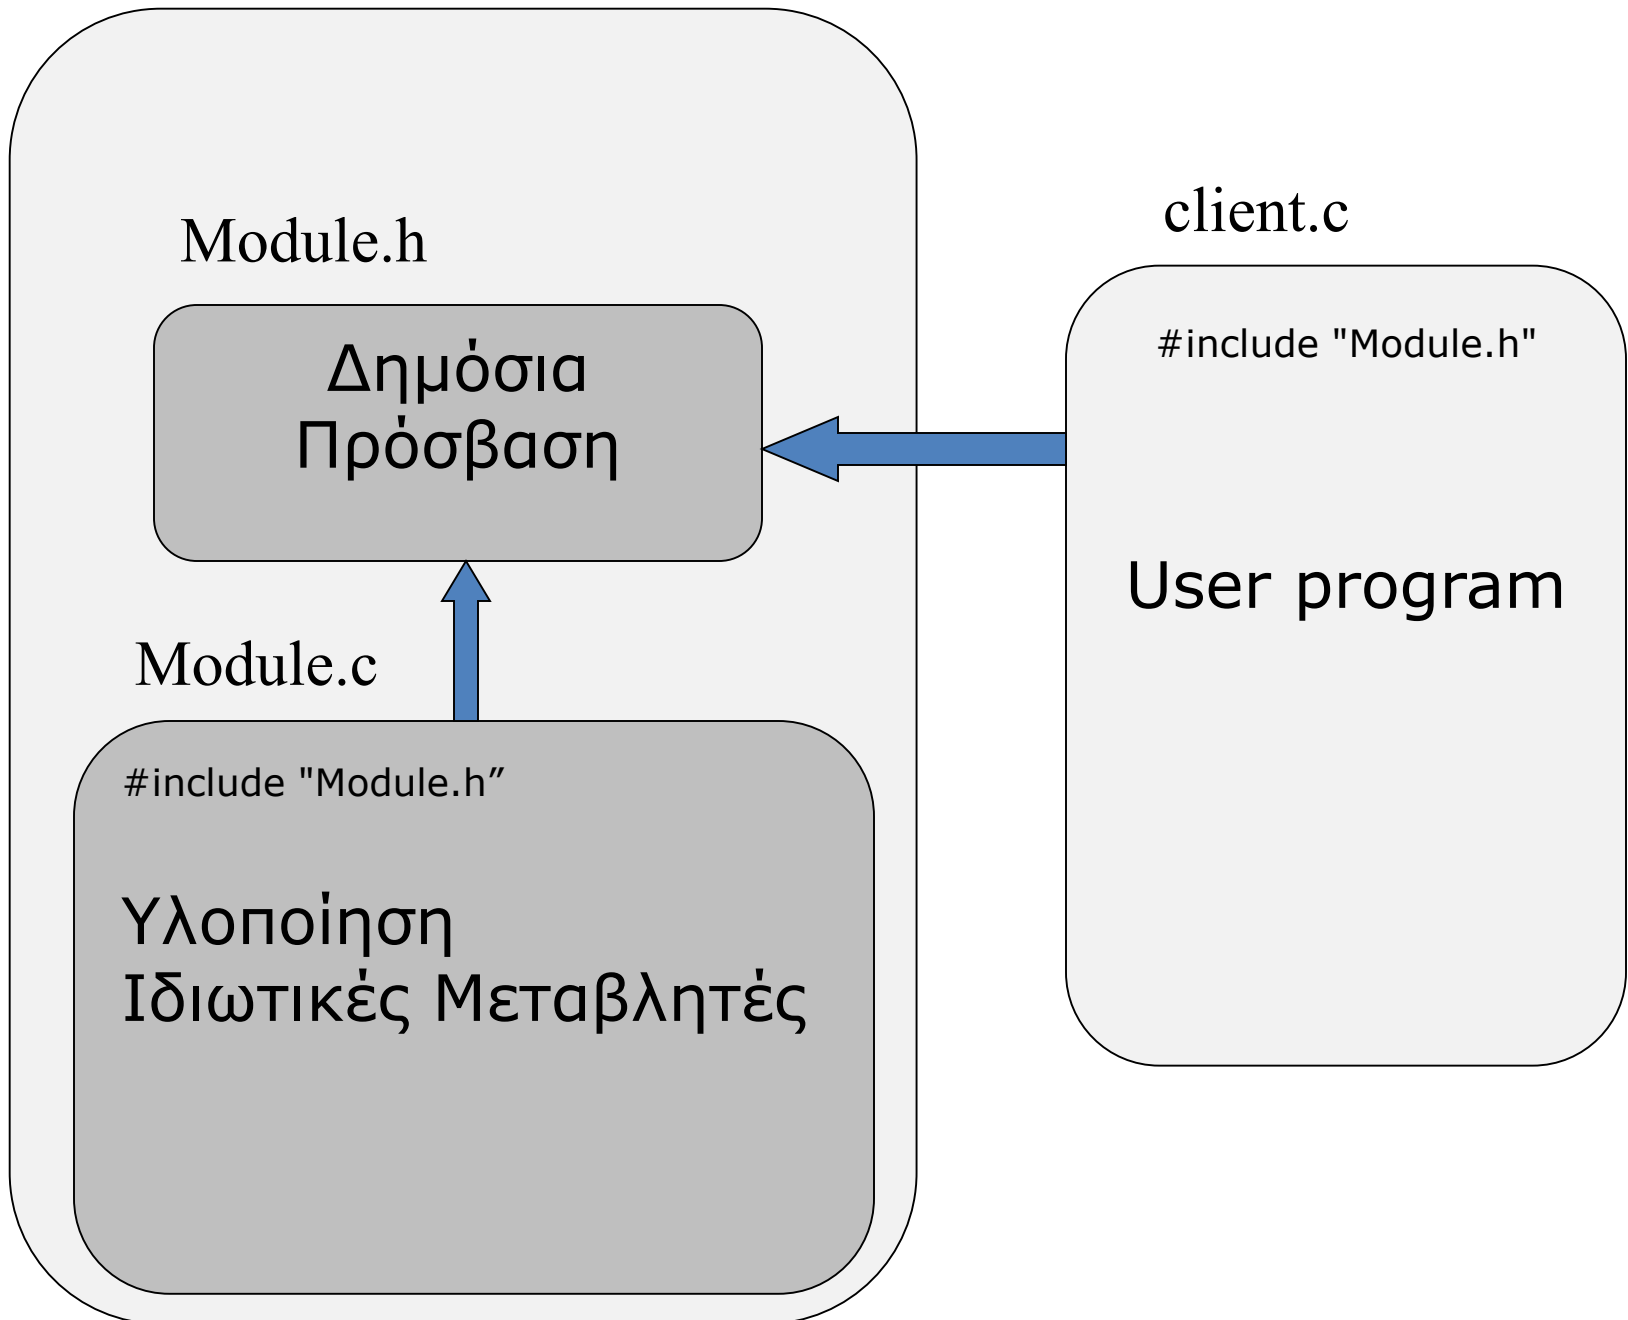 Module.h
Δημόσια
Πρόσβαση
Module.c
#include "Module.h”
Υλοποίηση
Ιδιωτικές Μεταβλητές
client.c
#include "Module.h"
User program